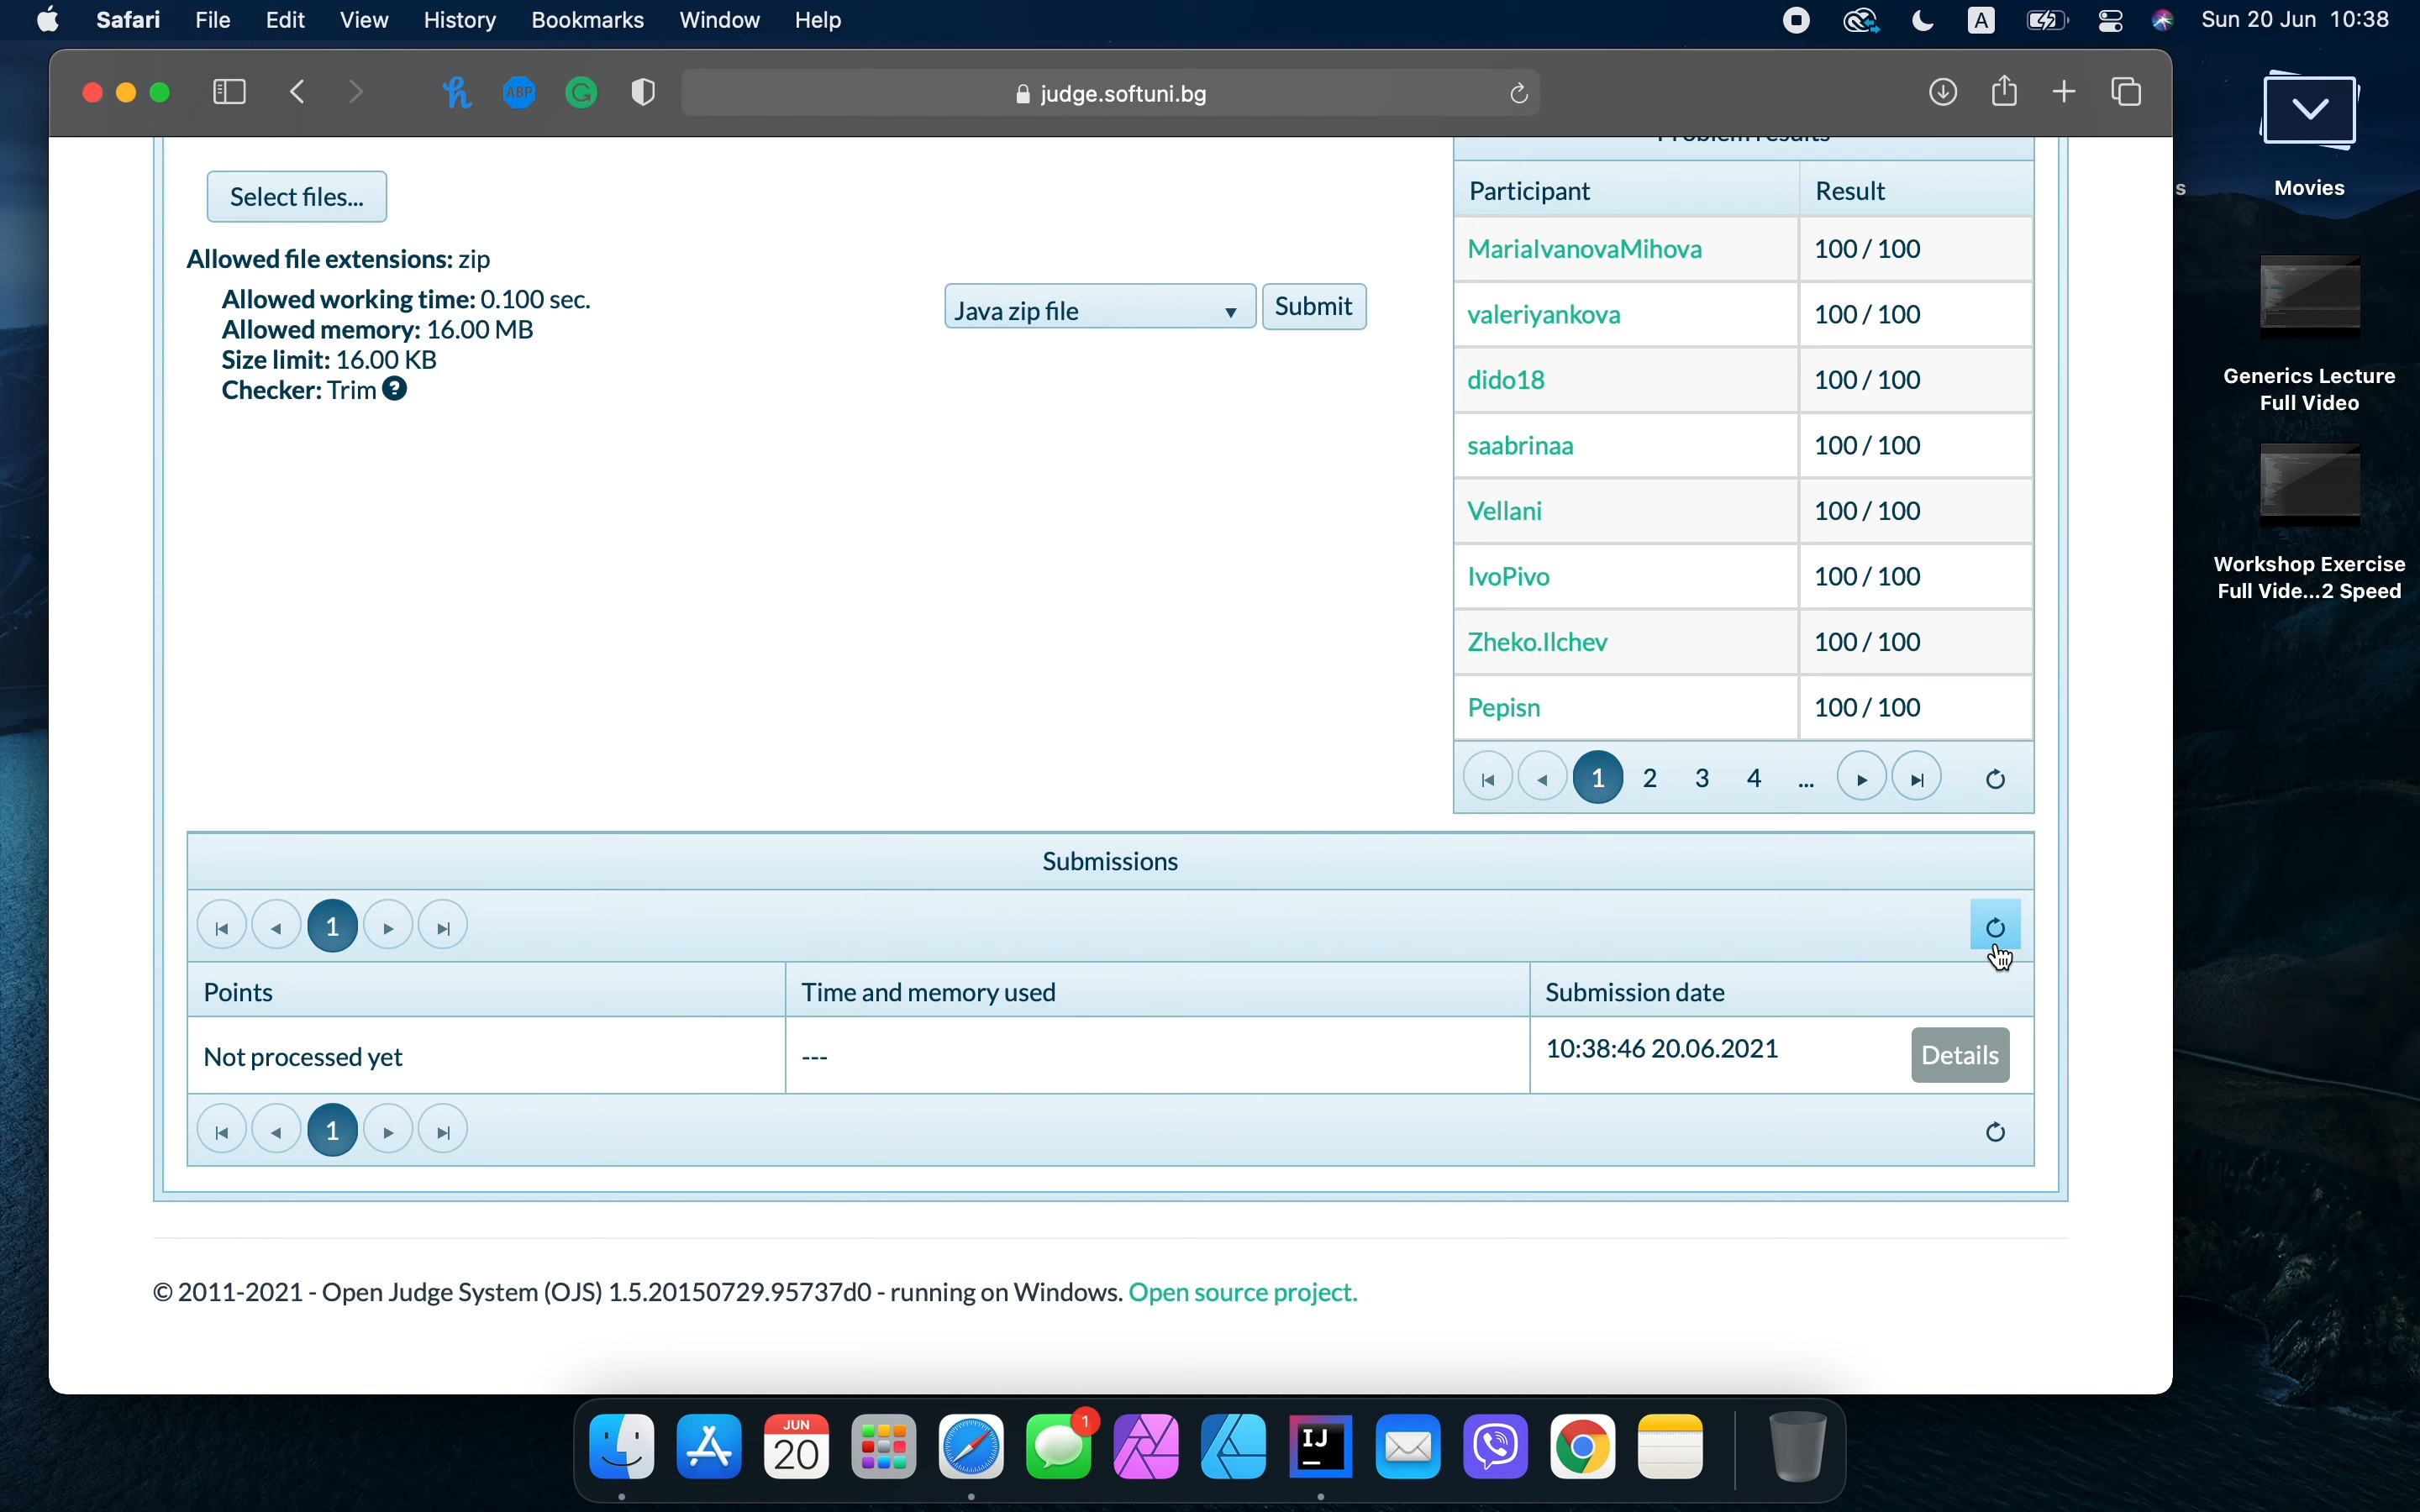 Safari File Edit View History Bookmarks Window Help A Sun 20 Jun 10:38
ABP judge.softuni.bg
Select files...
Allowed file extensions: zip
Allowed working time: 0.100 sec.
Allowed memory: 16.00 MB
Size limit: 16.00 KB
Checker: Trim ?
Java zip file Submit
Problem results
Participant Result
MariaIvanovaMihova 100 / 100
valeriyankova 100 / 100
dido18 100 / 100
saabrinaa 100 / 100
Vellani 100 / 100
IvoPivo 100 / 100
Zheko.Ilchev 100 / 100
Pepisn 100 / 100
1 2 3 4 ...
Submissions
1
Points Time and memory used Submission date
Not processed yet --- 10:38:46 20.06.2021 Details
1
© 2011-2021 - Open Judge System (OJS) 1.5.20150729.95737d0 - running on Windows. Open source project.
s
Movies
Generics Lecture
Full Video
Workshop Exercise
Full Vide...2 Speed
JUN
20
1
IJ